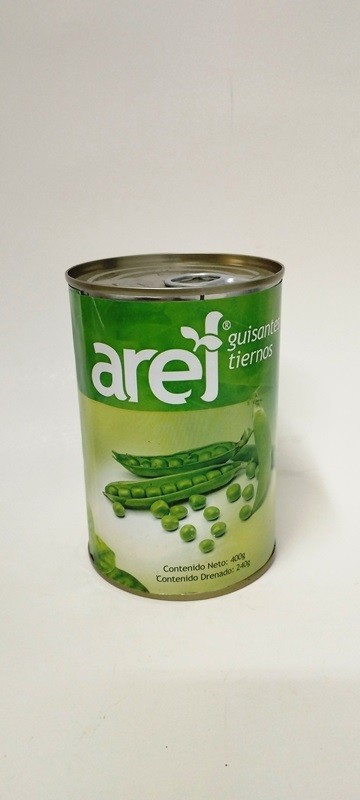 arej®
guisantes
tiernos
Contenido Neto: 400g
Contenido Drenado: 240g